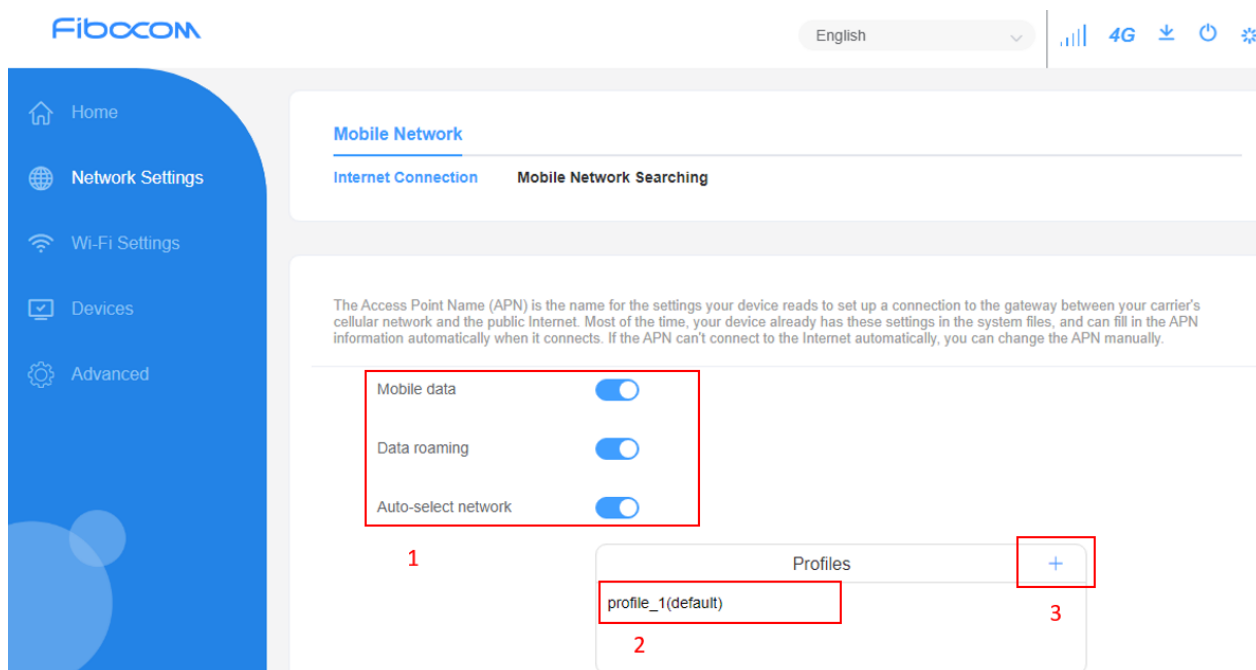 Fibocom
English
4G
Home
Network Settings
Wi-Fi Settings
Devices
Advanced
Mobile Network
Internet Connection Mobile Network Searching
The Access Point Name (APN) is the name for the settings your device reads to set up a connection to the gateway between your carrier's
cellular network and the public Internet. Most of the time, your device already has these settings in the system files, and can fill in the APN
information automatically when it connects. If the APN can't connect to the Internet automatically, you can change the APN manually.
Mobile data
Data roaming
Auto-select network
1
Profiles +
profile_1(default)
2
3